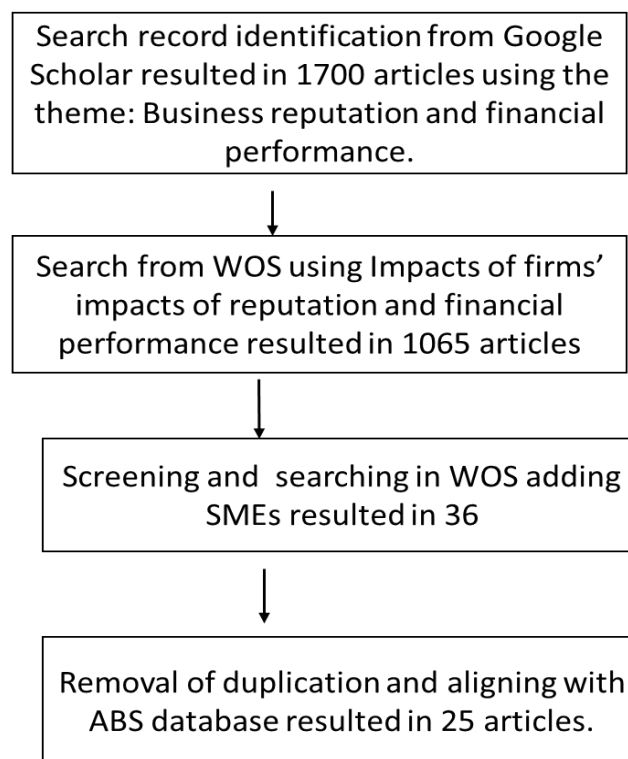 Search record identification from Google
Scholar resulted in 1700 articles using the
theme: Business reputation and financial
performance.
Search from WOS using Impacts of firms’
impacts of reputation and financial
performance resulted in 1065 articles
Screening and searching in WOS adding
SMEs resulted in 36
Removal of duplication and aligning with
ABS database resulted in 25 articles.